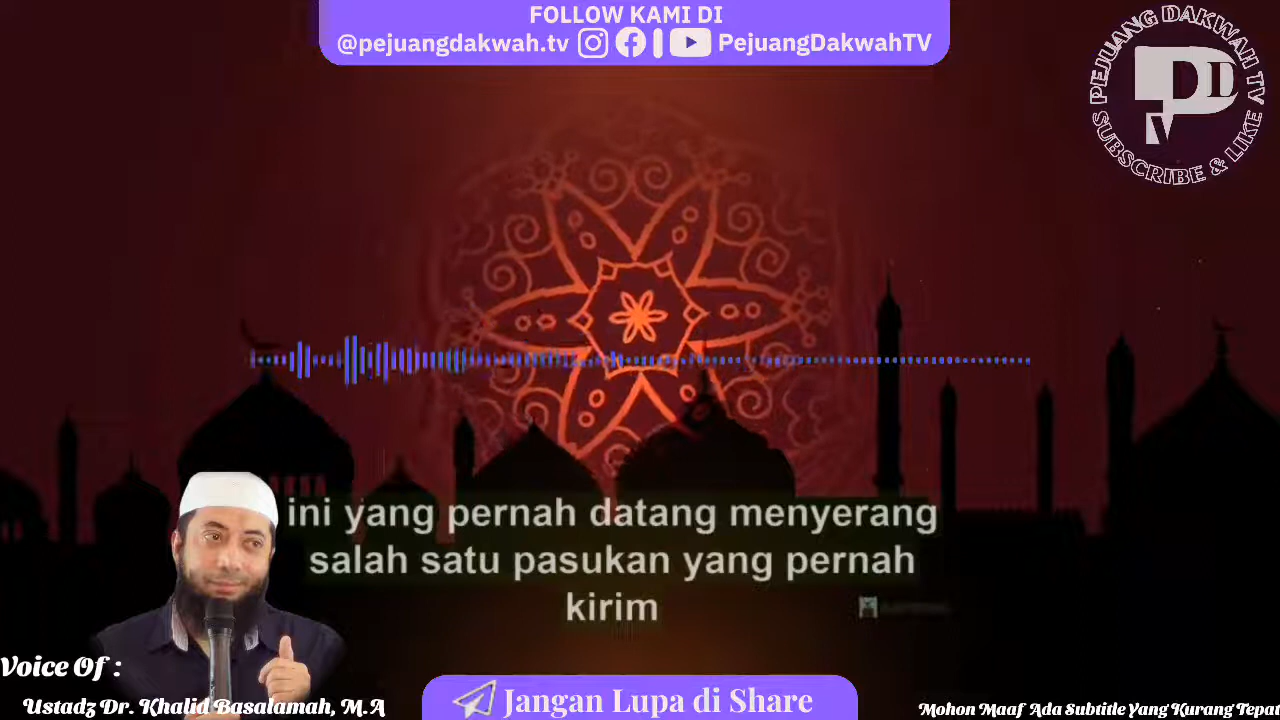 FOLLOW KAMI DI
@pejuangdakwah.tv PejuangDakwahTV
PEJUANG DAKWAH TV
SUBSCRIBE & LIKE
PD
ini yang pernah datang menyerang
salah satu pasukan yang pernah
kirim
Voice Of :
Ustadz Dr. Khalid Basalamah, M.A
Jangan Lupa di Share
Mohon Maaf Ada Subtitle Yang Kurang Tepat